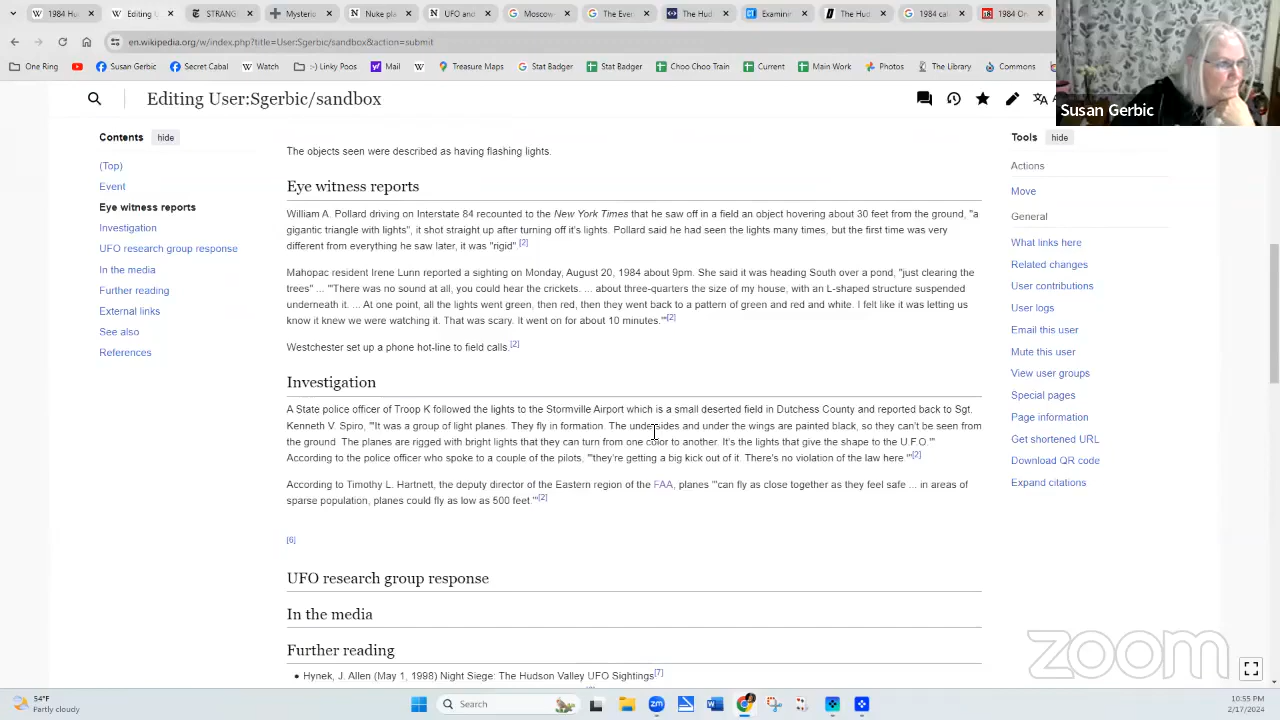 STRANG
Mystere
Nuke pl
UFO and
Moscow
The Eve
The Hud
Examini
The Hud
1984 cal
1984 Co
en.wikipedia.org/w/index.php?title=User:Sgerbic/sandbox&action=submit
One Ring
Susan Gerbic
Secret Cabal
Watch
:-) Linky Poo
Mail
Wiki
Treasure Maps
Stat Badger
Stat Badger
Choo Choo Train
Current
Main Work
Photos
The Library
Commons
Susan Gerbic
Editing User:Sgerbic/sandbox
Contents hide
(Top)
Event
Eye witness reports
Investigation
UFO research group response
In the media
Further reading
External links
See also
References
The objects seen were described as having flashing lights.
Eye witness reports
William A. Pollard driving on Interstate 84 recounted to the New York Times that he saw off in a field an object hovering about 30 feet from the ground, "a
gigantic triangle with lights", it shot straight up after turning off it's lights. Pollard said he had seen the lights many times, but the first time was very
different from everything he saw later, it was "rigid" [2]
Mahopac resident Irene Lunn reported a sighting on Monday, August 20, 1984 about 9pm. She said it was heading South over a pond, "just clearing the
trees" ... "'There was no sound at all, you could hear the crickets. ... about three-quarters the size of my house, with an L-shaped structure suspended
underneath it. ... At one point, all the lights went green, then red, then they went back to a pattern of green and red and white. I felt like it was letting us
know it knew we were watching it. That was scary. It went on for about 10 minutes.'"[2]
Westchester set up a phone hot-line to field calls.[2]
Investigation
A State police officer of Troop K followed the lights to the Stormville Airport which is a small deserted field in Dutchess County and reported back to Sgt.
Kenneth V. Spiro, "'It was a group of light planes. They fly in formation. The undersides and under the wings are painted black, so they can't be seen from
the ground. The planes are rigged with bright lights that they can turn from one color to another. It's the lights that give the shape to the U.F.O.'"
According to the police officer who spoke to a couple of the pilots, "'they're getting a big kick out of it. There's no violation of the law here.'"[2]
According to Timothy L. Hartnett, the deputy director of the Eastern region of the FAA, planes "'can fly as close together as they feel safe ... in areas of
sparse population, planes could fly as low as 500 feet.'"[2]
[6]
UFO research group response
In the media
Further reading
• Hynek, J. Allen (May 1, 1998) Night Siege: The Hudson Valley UFO Sightings[7]
Tools hide
Actions
Move
General
What links here
Related changes
User contributions
User logs
Email this user
Mute this user
View user groups
Special pages
Page information
Get shortened URL
Download QR code
Expand citations
zoom
54°F
Partly cloudy
Search
10:55 PM
2/17/2024